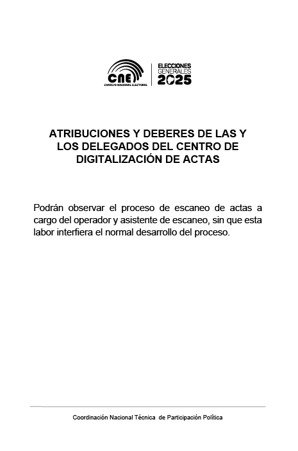 cne
CONSEJO NACIONAL ELECTORAL
ELECCIONES
GENERALES
2025
ATRIBUCIONES Y DEBERES DE LAS Y
LOS DELEGADOS DEL CENTRO DE
DIGITALIZACIÓN DE ACTAS
Podrán observar el proceso de escaneo de actas a
cargo del operador y asistente de escaneo, sin que esta
labor interfiera el normal desarrollo del proceso.
Coordinación Nacional Técnica de Participación Política